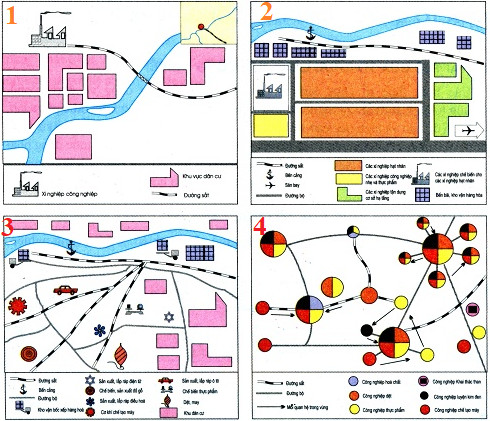 1
Xí nghiệp công nghiệp
Khu vực dân cư
Đường sắt
2
Đường sắt
Bến cảng
Sân bay
Đường bộ
Các xí nghiệp hạt nhân
Các xí nghiệp công nghiệp
nhẹ và thực phẩm
Các xí nghiệp tận dụng
cơ sở hạ tầng
Các xí nghiệp chế biến cho
các xí nghiệp hạt nhân
Bến bãi, kho vận hàng hóa
3
Đường sắt
Bến cảng
Đường bộ
Kho vận bốc xếp hàng hoá
Sản xuất, lắp ráp điện tử
Chế biến, sản xuất đồ gỗ
Sản xuất, lắp ráp điều hoà
Cơ khí chế tạo máy
Sản xuất, lắp ráp ô tô
Chế biến thực phẩm
Dệt, may
Khu dân cư
4
Đường sắt
Đường bộ
Mối quan hệ trong vùng
Công nghiệp hoá chất
Công nghiệp dệt
Công nghiệp thực phẩm
Công nghiệp khai thác than
Công nghiệp luyện kim đen
Công nghiệp chế tạo máy